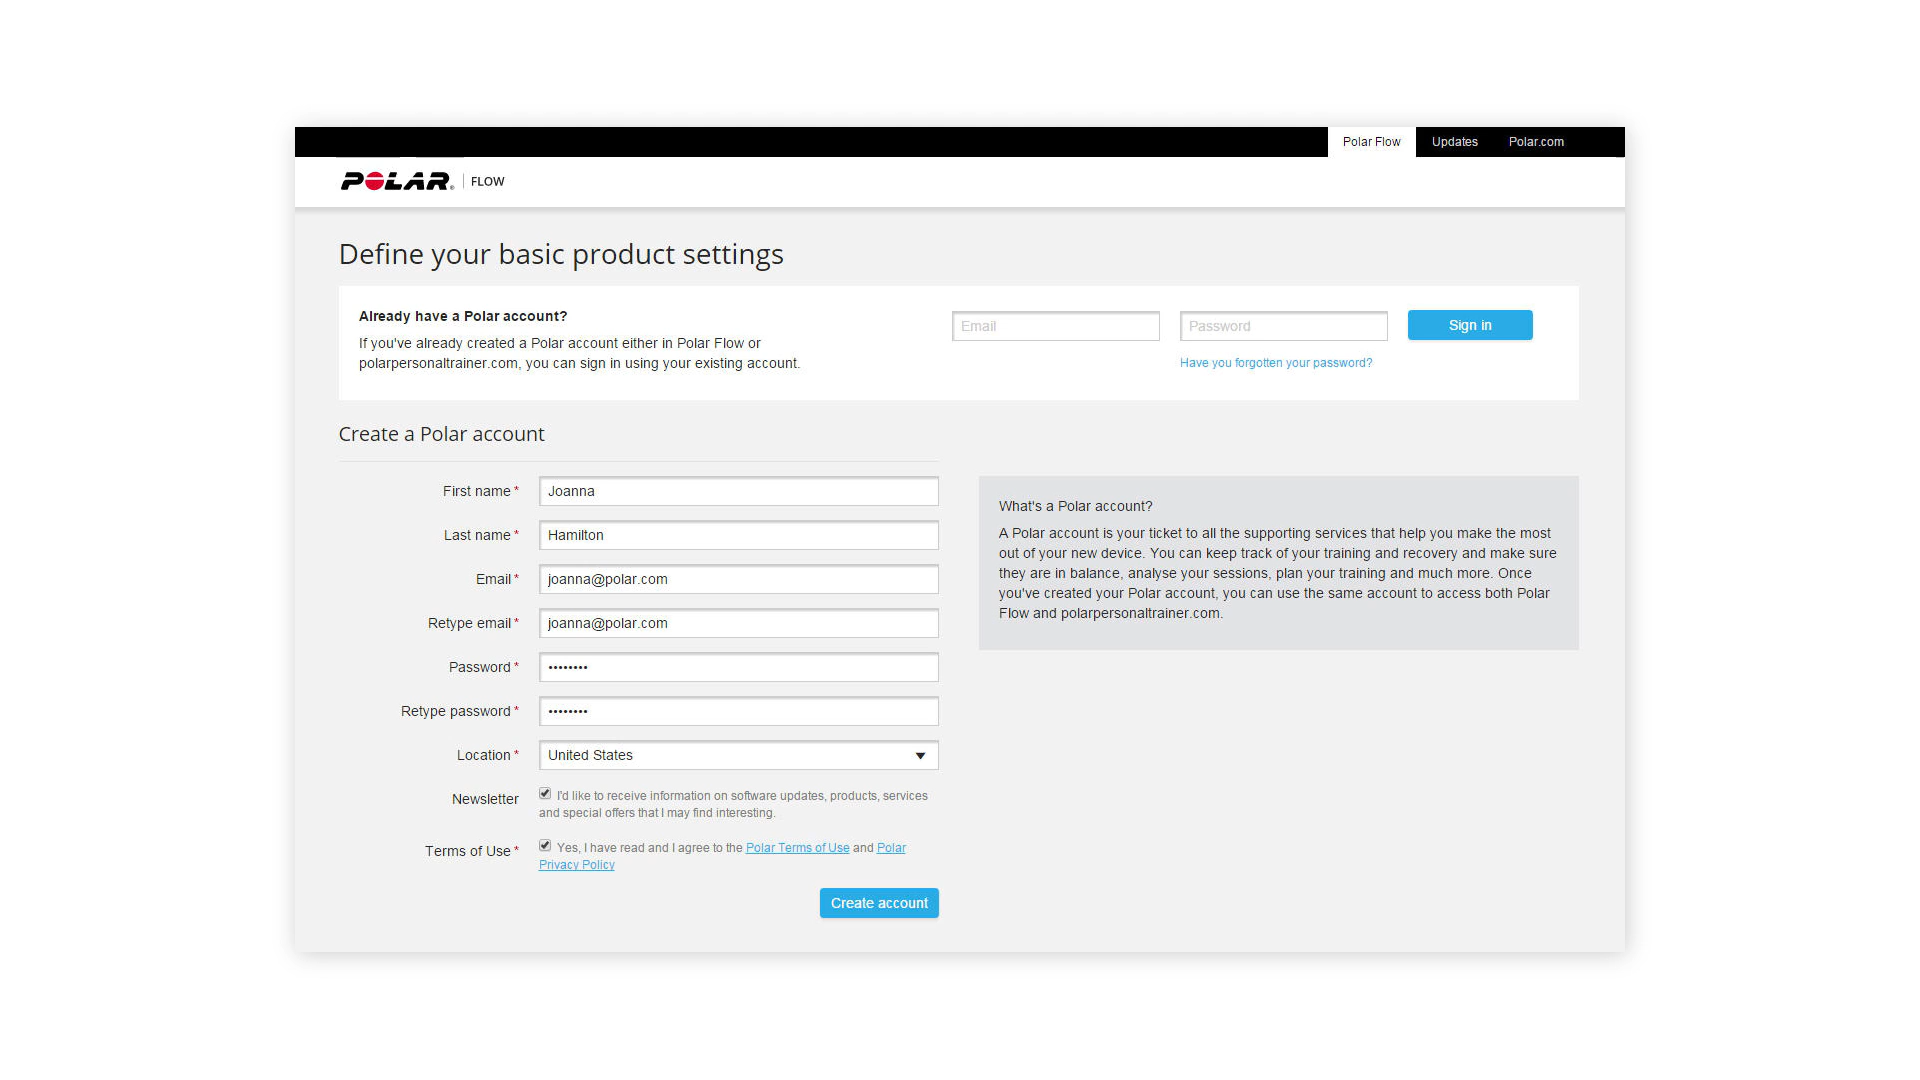 Polar Flow Updates Polar.com
POLAR® FLOW
Define your basic product settings
Already have a Polar account?
If you've already created a Polar account either in Polar Flow or
polarpersonaltrainer.com, you can sign in using your existing account.
Email Password Sign in
Have you forgotten your password?
Create a Polar account
First name * Joanna
Last name * Hamilton
Email * joanna@polar.com
Retype email * joanna@polar.com
Password * ••••••••
Retype password * ••••••••
Location * United States
Newsletter I'd like to receive information on software updates, products, services
and special offers that I may find interesting.
Terms of Use * Yes, I have read and I agree to the Polar Terms of Use and Polar
Privacy Policy
Create account
What's a Polar account?
A Polar account is your ticket to all the supporting services that help you make the most
out of your new device. You can keep track of your training and recovery and make sure
they are in balance, analyse your sessions, plan your training and much more. Once
you've created your Polar account, you can use the same account to access both Polar
Flow and polarpersonaltrainer.com.